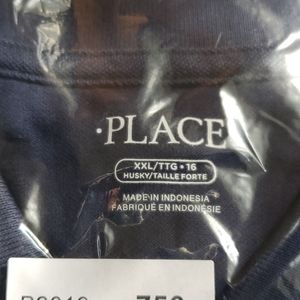 ·PLACE
XXL/TTG • 16
HUSKY/TAILLE FORTE
MADE IN INDONESIA
FABRIQUÉ EN INDONÉSIE